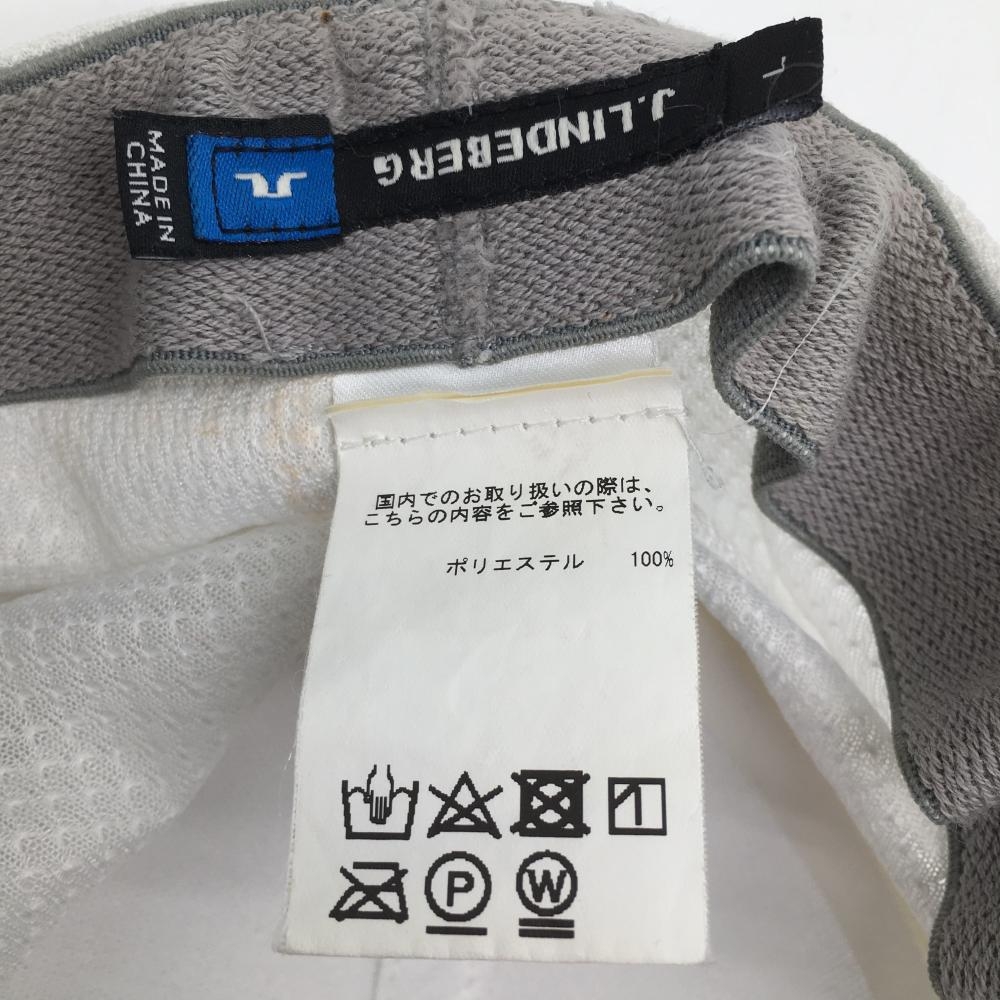 L
J.LINDEBERG
MADE IN
CHINA
国内でのお取り扱いの際は、
こちらの内容をご参照下さい。
ポリエステル 100%
P
W